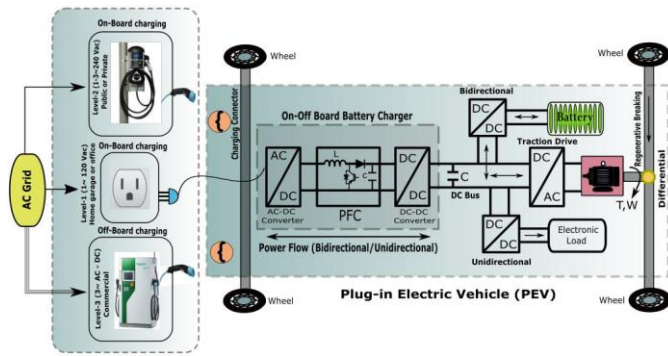 On-Board charging
Level-2 (1-3~240 Vac)
Public or Private
On-Board charging
Level-1 (1~ 120 Vac)
Home garage or office
Off-Board charging
Level-3 (3~ AC - DC)
Commercial
AC Grid
Wheel
Wheel
Charging Connector
On-Off Board Battery Charger
AC
DC
AC-DC
Converter
L
C
PFC
DC
DC
DC-DC
Converter
Power Flow (Bidirectional/Unidirectional)
C
DC Bus
Bidirectional
DC
DC
Battery
Traction Drive
DC
AC
Regenerative Breaking
T,W
Differential
DC
DC
Unidirectional
Electronic
Load
Wheel
Wheel
Plug-in Electric Vehicle (PEV)